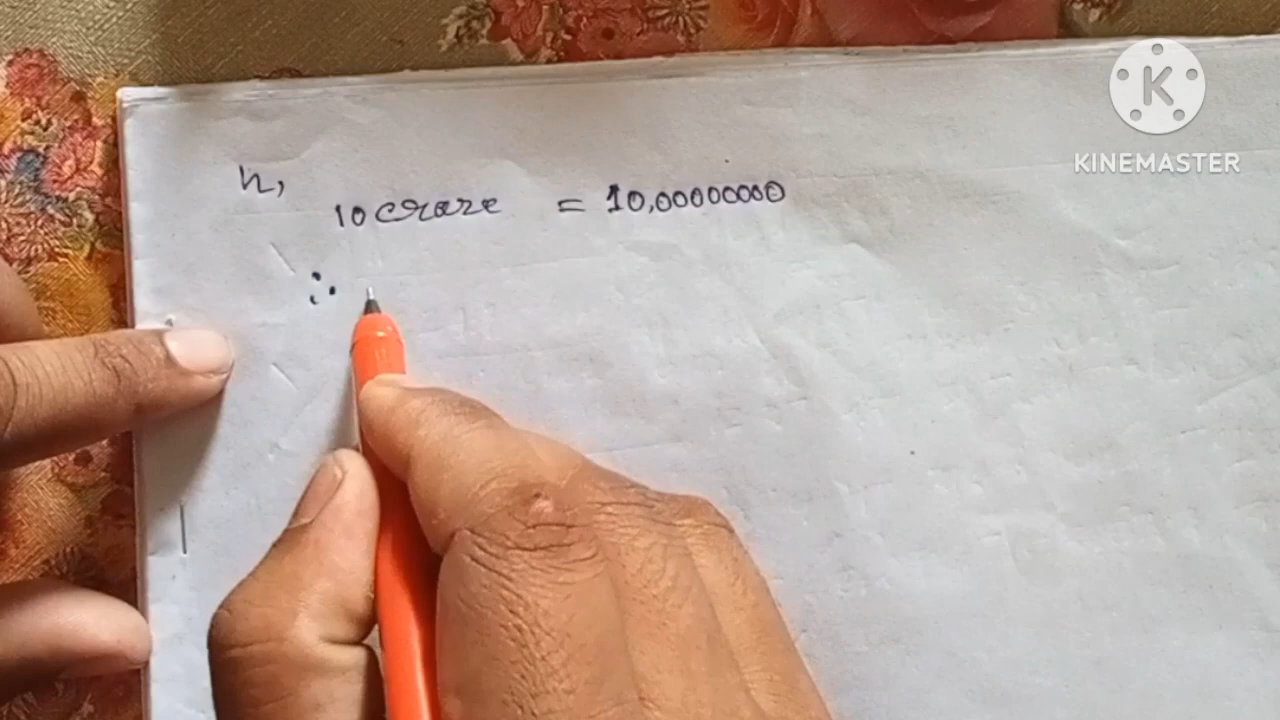 h,
10 crore = 10,00000000
∴
K
KINEMASTER